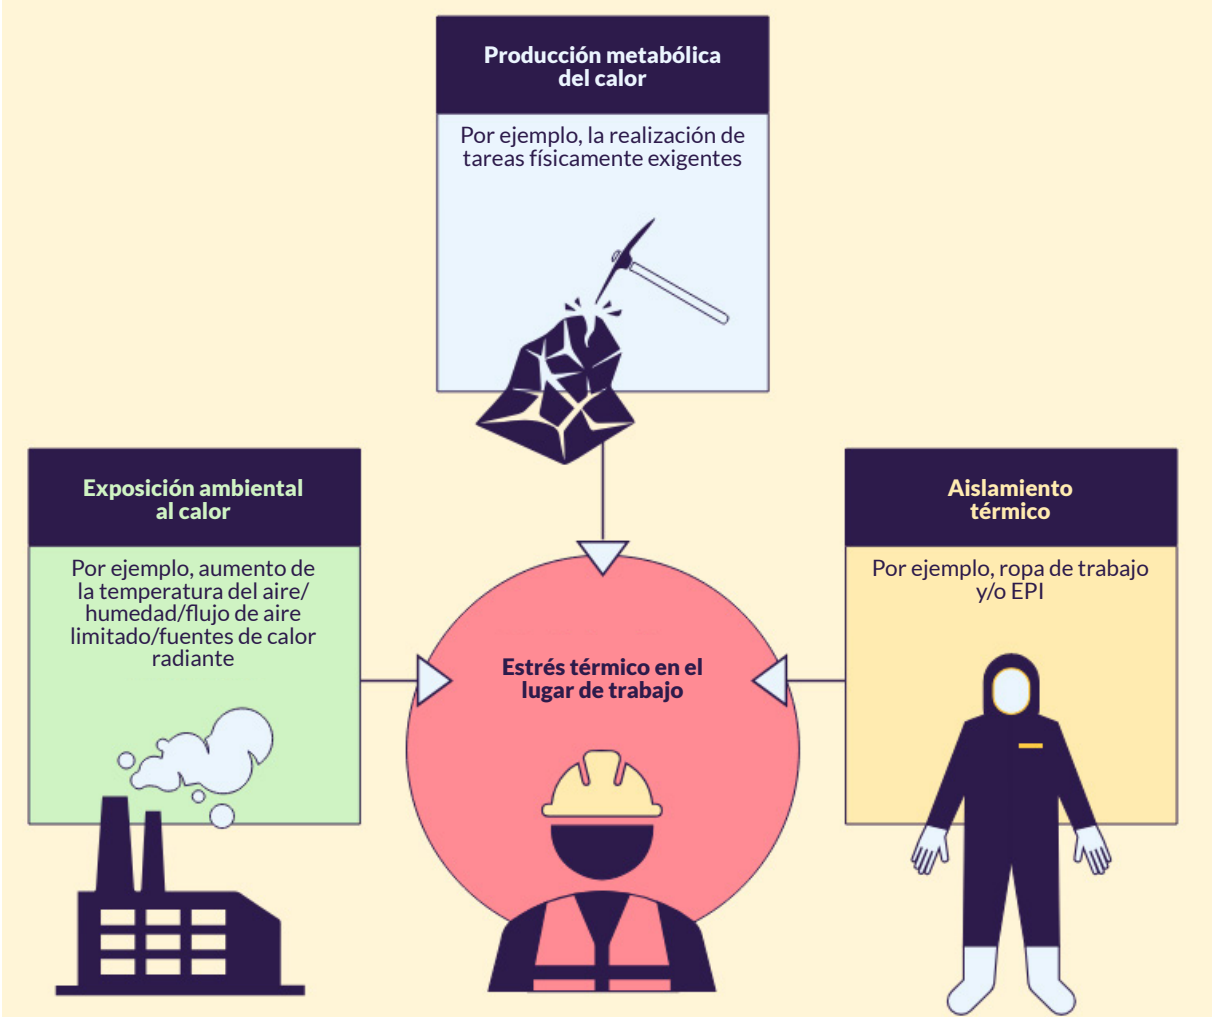 Producción metabólica
del calor
Por ejemplo, la realización de
tareas físicamente exigentes
Exposición ambiental
al calor
Por ejemplo, aumento de
la temperatura del aire/
humedad/flujo de aire
limitado/fuentes de calor
radiante
Estrés térmico en el
lugar de trabajo
Aislamiento
térmico
Por ejemplo, ropa de trabajo
y/o EPI